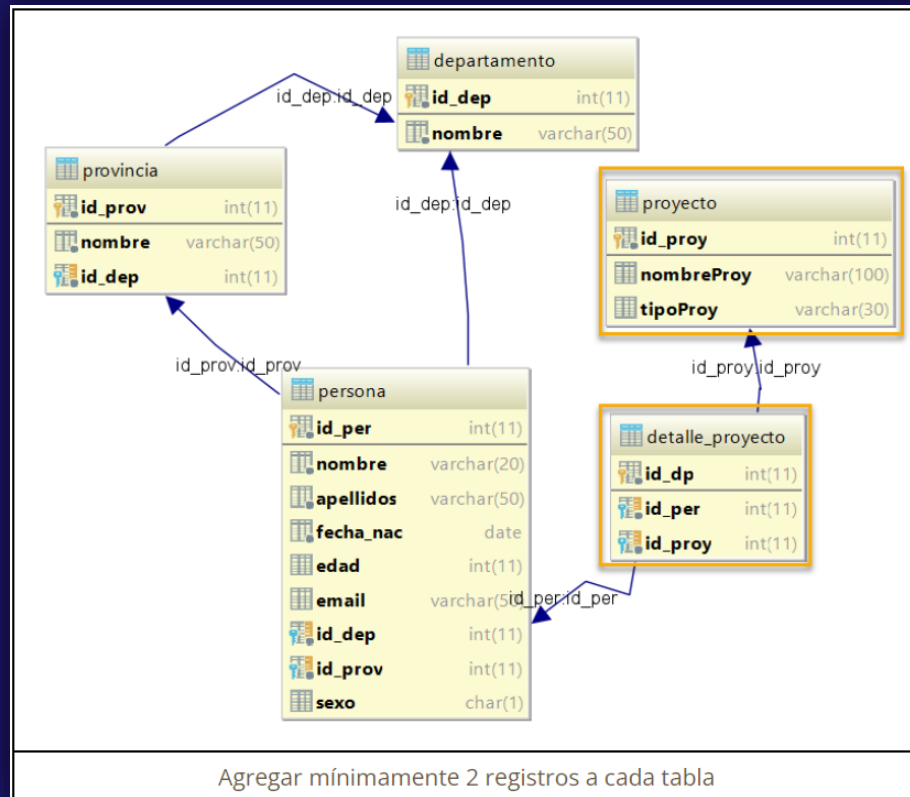 departamento
id_dep int(11)
nombre varchar(50)
id_dep:id_dep
provincia
id_prov int(11)
nombre varchar(50)
id_dep int(11)
id_dep:id_dep
proyecto
id_proy int(11)
nombreProy varchar(100)
tipoProy varchar(30)
id_prov:id_prov
id_proy:id_proy
persona
id_per int(11)
nombre varchar(20)
apellidos varchar(50)
fecha_nac date
edad int(11)
email varchar(50)
id_dep int(11)
id_prov int(11)
sexo char(1)
detalle_proyecto
id_dp int(11)
id_per int(11)
id_proy int(11)
id_per:id_per
Agregar mínimamente 2 registros a cada tabla